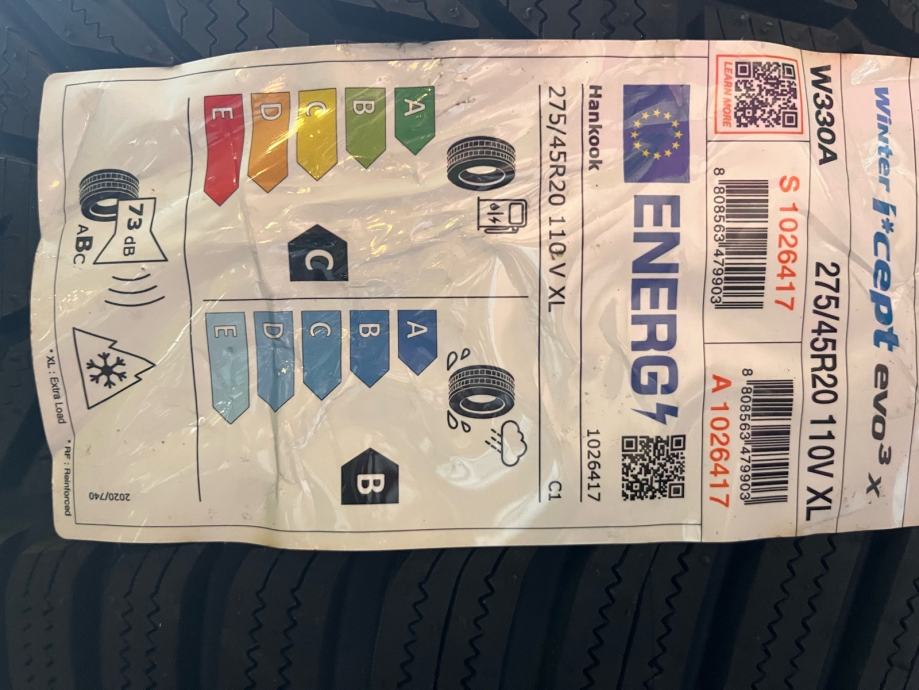 winter i*cept evo³ X
W330A 275/45R20 110V XL
LEARN MORE
S 1026417
8 808563 479903
A 1026417
8 808563 479903
ENERG
Hankook 1026417
275/45R20 110 V XL C1
A
B
C
D
E
C
A
B
C
D
E
B
73 dB
ABC
* XL : Extra Load * RF : Reinforced
2020/740